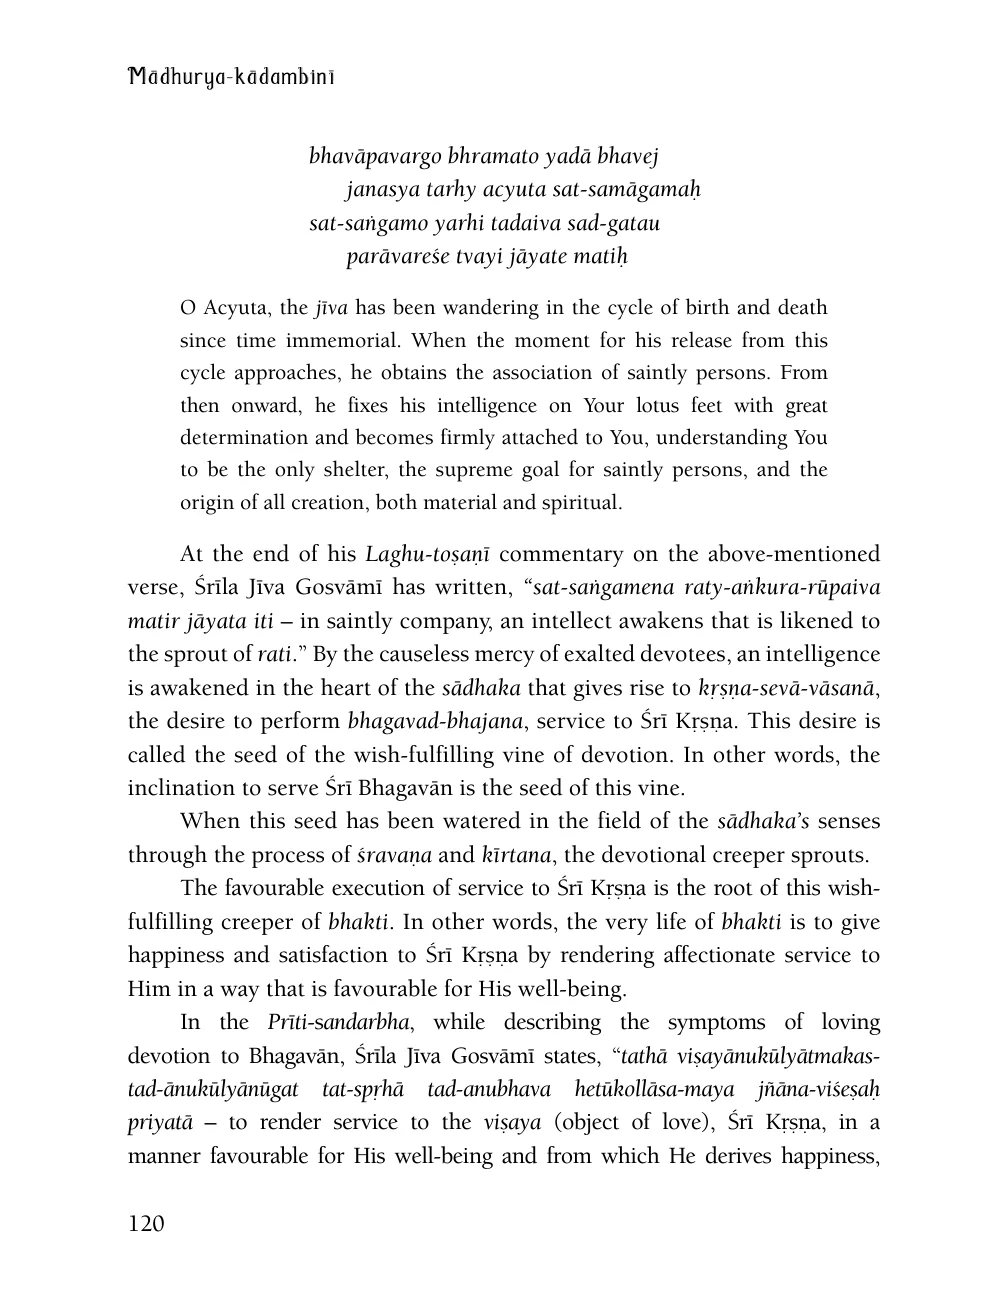 Mādhurya-kādambinī
bhavāpavargo bhramato yadā bhavej
janasya tarhy acyuta sat-samāgamaḥ
sat-saṅgamo yarhi tadaiva sad-gatau
parāvareśe tvayi jāyate matiḥ
O Acyuta, the jīva has been wandering in the cycle of birth and death
since time immemorial. When the moment for his release from this
cycle approaches, he obtains the association of saintly persons. From
then onward, he fixes his intelligence on Your lotus feet with great
determination and becomes firmly attached to You, understanding You
to be the only shelter, the supreme goal for saintly persons, and the
origin of all creation, both material and spiritual.
At the end of his Laghu-toṣaṇī commentary on the above-mentioned
verse, Śrīla Jīva Gosvāmī has written, “sat-saṅgamena raty-aṅkura-rūpaiva
matir jāyata iti – in saintly company, an intellect awakens that is likened to
the sprout of rati.” By the causeless mercy of exalted devotees, an intelligence
is awakened in the heart of the sādhaka that gives rise to kṛṣṇa-sevā-vāsanā,
the desire to perform bhagavad-bhajana, service to Śrī Kṛṣṇa. This desire is
called the seed of the wish-fulfilling vine of devotion. In other words, the
inclination to serve Śrī Bhagavān is the seed of this vine.
When this seed has been watered in the field of the sādhaka’s senses
through the process of śravaṇa and kīrtana, the devotional creeper sprouts.
The favourable execution of service to Śrī Kṛṣṇa is the root of this wish-
fulfilling creeper of bhakti. In other words, the very life of bhakti is to give
happiness and satisfaction to Śrī Kṛṣṇa by rendering affectionate service to
Him in a way that is favourable for His well-being.
In the Prīti-sandarbha, while describing the symptoms of loving
devotion to Bhagavān, Śrīla Jīva Gosvāmī states, “tathā viṣayānukūlyātmakas-
tad-ānukūlyānūgat tat-spṛhā tad-anubhava hetūkollāsa-maya jñāna-viśeṣaḥ
priyatā – to render service to the viṣaya (object of love), Śrī Kṛṣṇa, in a
manner favourable for His well-being and from which He derives happiness,
120